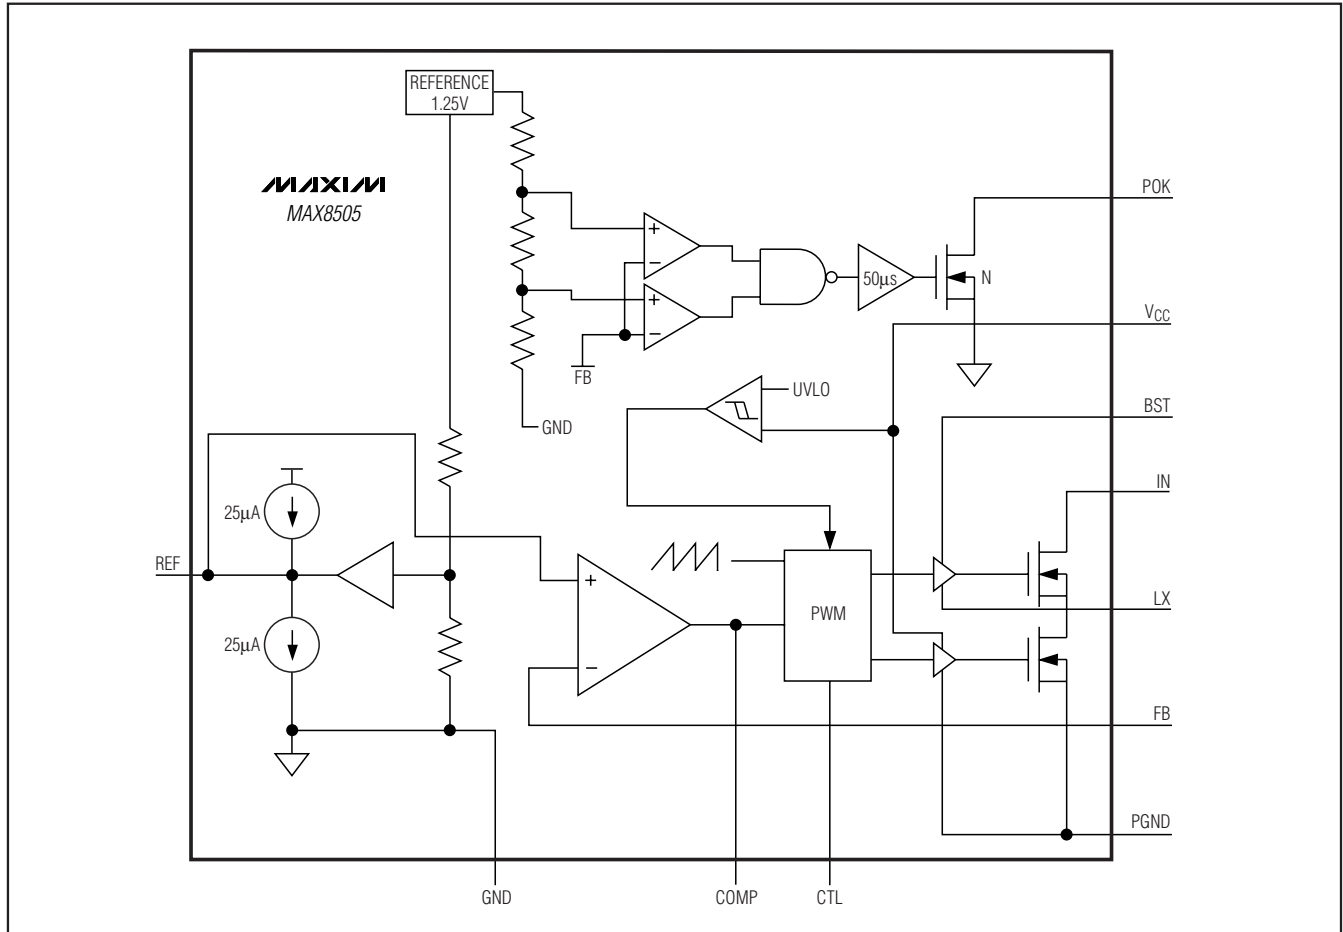 REFERENCE
1.25V
MAXIM
MAX8505
POK
+
−
50µs
N
+
−
VCC
FB
UVLO
BST
GND
IN
25µA
REF
+
LX
PWM
25µA
−
FB
PGND
GND
COMP
CTL